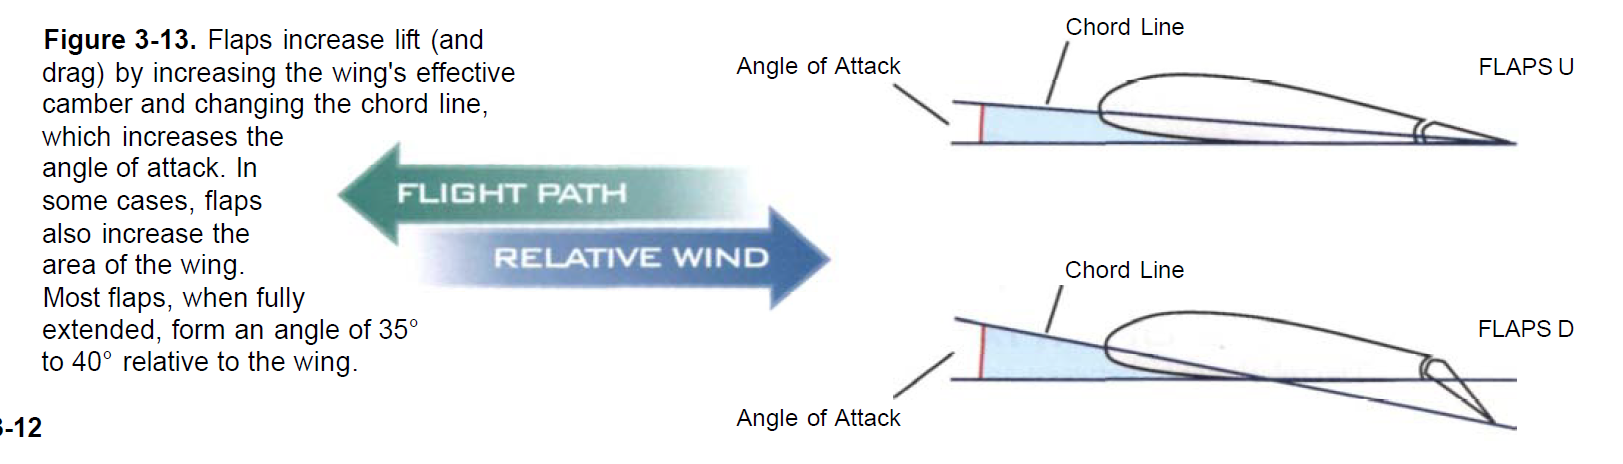 Figure 3-13. Flaps increase lift (and
drag) by increasing the wing's effective
camber and changing the chord line,
which increases the
angle of attack. In
some cases, flaps
also increase the
area of the wing.
Most flaps, when fully
extended, form an angle of 35°
to 40° relative to the wing.
-12
FLIGHT PATH
RELATIVE WIND
Chord Line
Angle of Attack
FLAPS U
Chord Line
FLAPS D
Angle of Attack